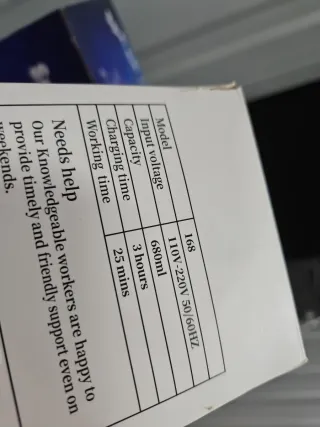 Model 168
Input voltage 110V-220V 50/60HZ
Capacity 680ml
Charging time 3 hours
Working time 25 mins
Needs help
Our Knowledgeable workers are happy to
provide timely and friendly support even on
weekends.